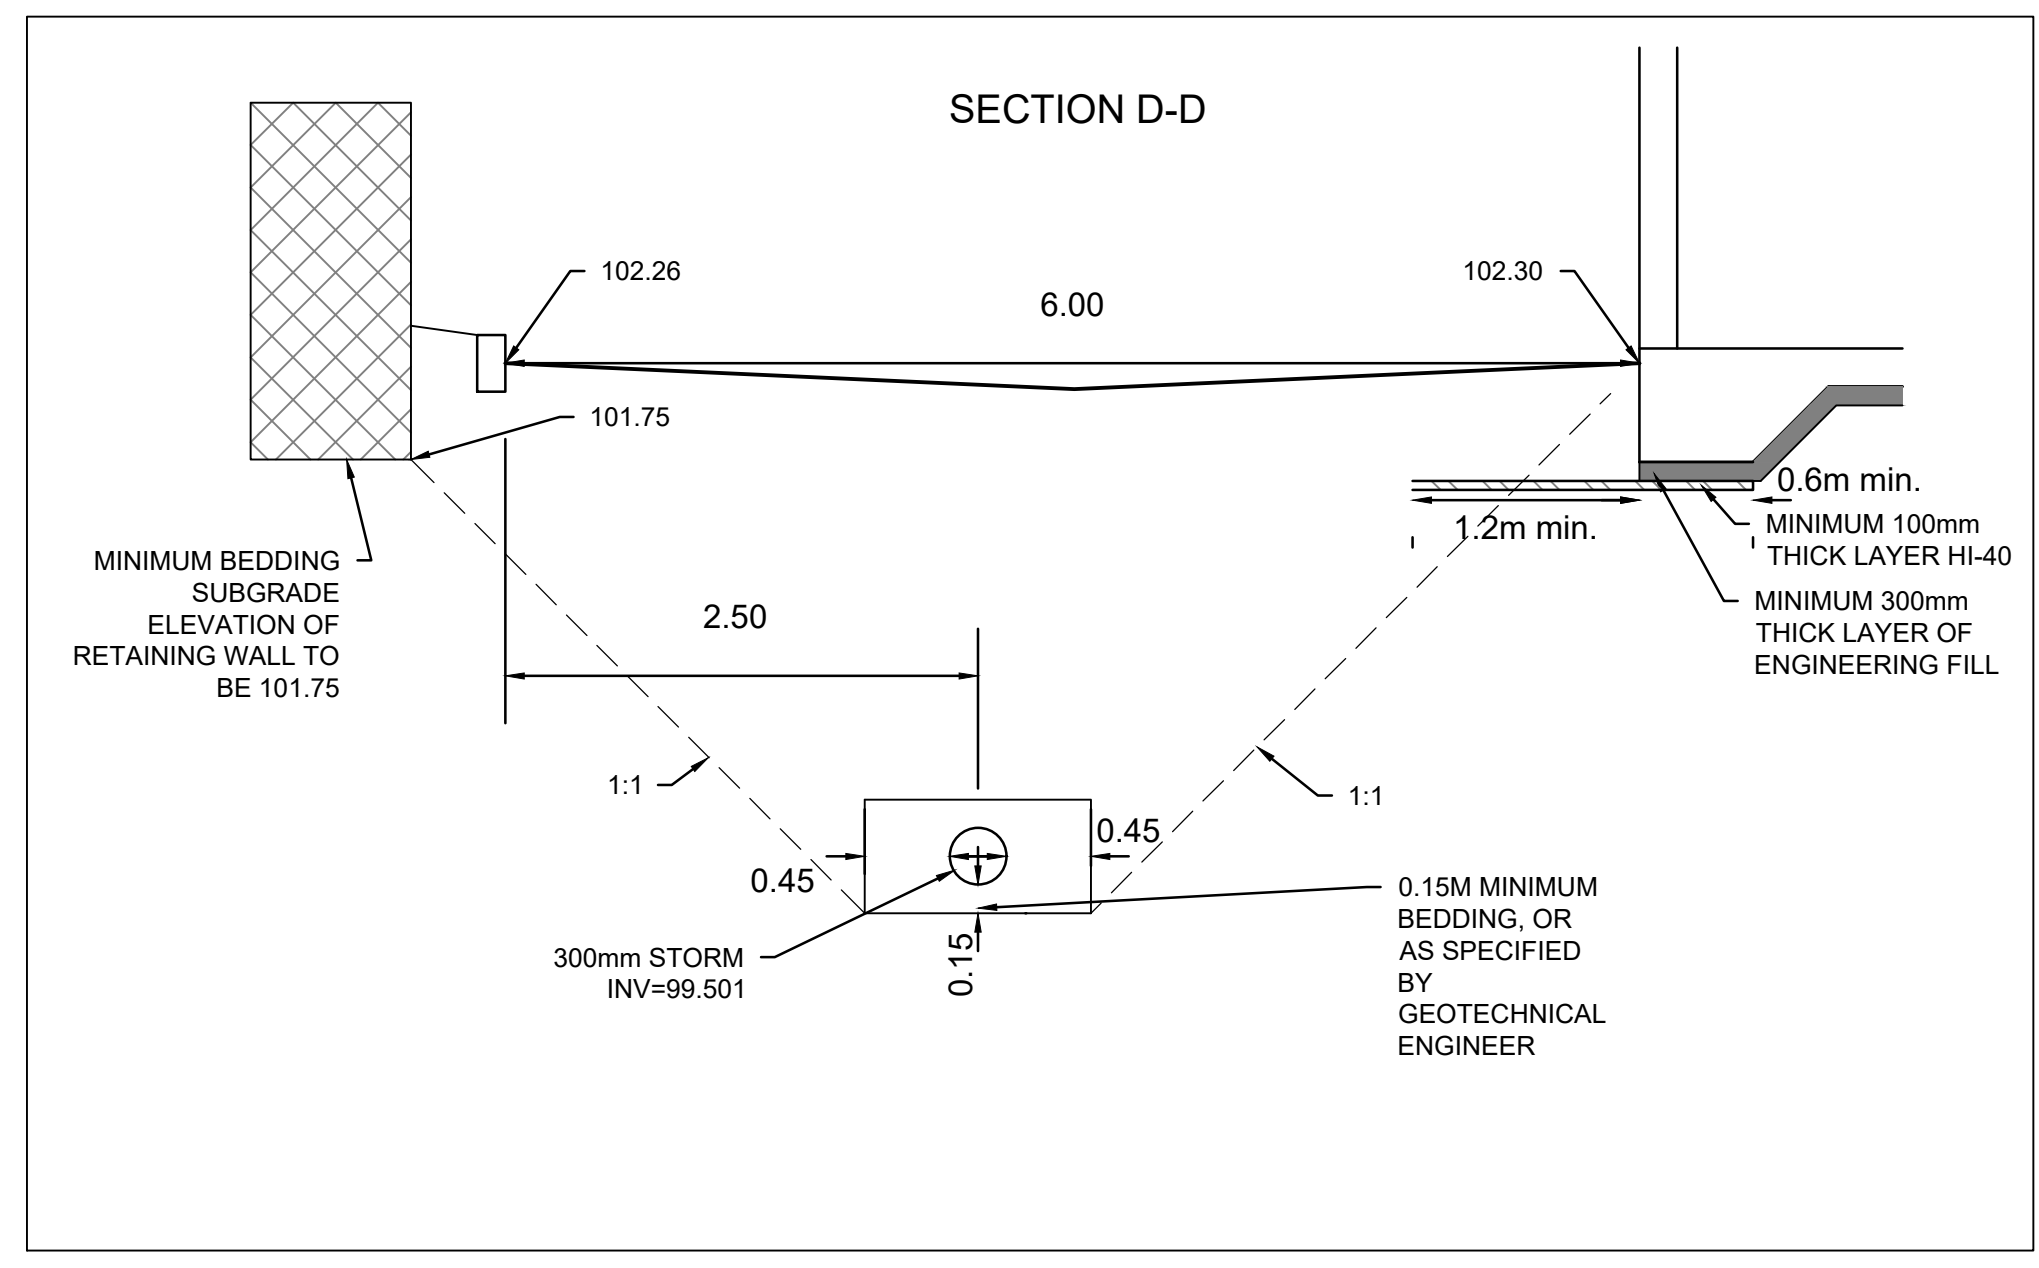 SECTION D-D
102.26
102.30
6.00
101.75
0.6m min.
1.2m min.
MINIMUM 100mm
THICK LAYER HI-40
MINIMUM BEDDING
SUBGRADE
ELEVATION OF
RETAINING WALL TO
BE 101.75
MINIMUM 300mm
THICK LAYER OF
ENGINEERING FILL
2.50
1:1
1:1
0.45
0.45
0.15
300mm STORM
INV=99.501
0.15M MINIMUM
BEDDING, OR
AS SPECIFIED
BY
GEOTECHNICAL
ENGINEER